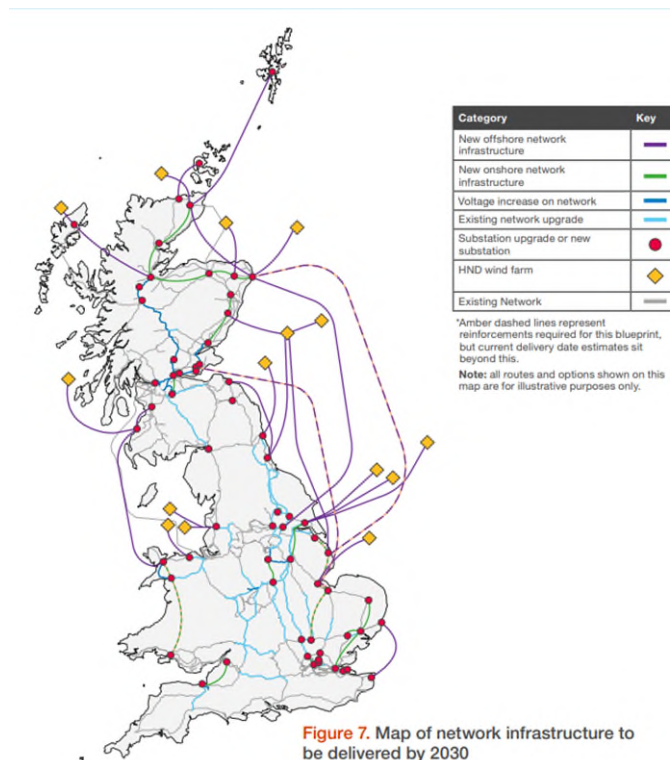 Category Key
New offshore network
infrastructure
New onshore network
infrastructure
Voltage increase on network
Existing network upgrade
Substation upgrade or new
substation
HND wind farm
Existing Network
*Amber dashed lines represent
reinforcements required for this blueprint,
but current delivery date estimates sit
beyond this.
Note: all routes and options shown on this
map are for illustrative purposes only.
Figure 7. Map of network infrastructure to
be delivered by 2030